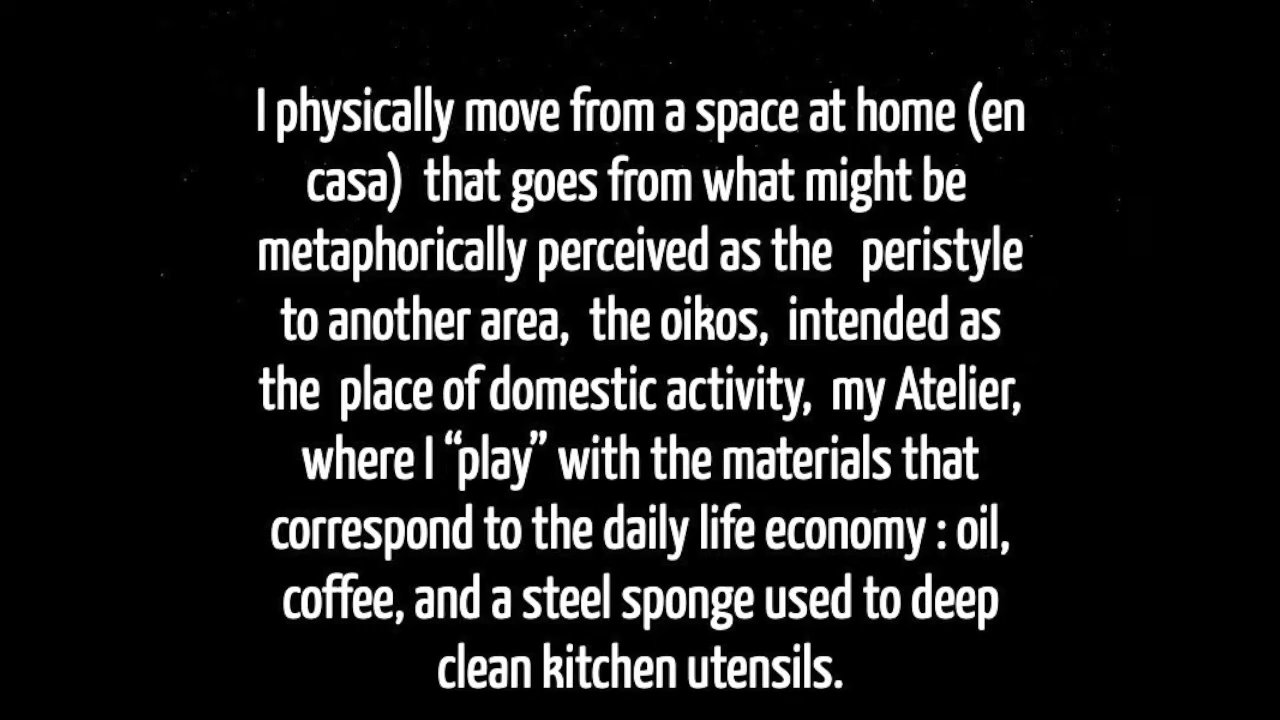 I physically move from a space at home (en
casa)  that goes from what might be
metaphorically perceived as the   peristyle
to another area,  the oikos,  intended as
the  place of domestic activity,  my Atelier,
where I “play” with the materials that
correspond to the daily life economy : oil,
coffee, and a steel sponge used to deep
clean kitchen utensils.